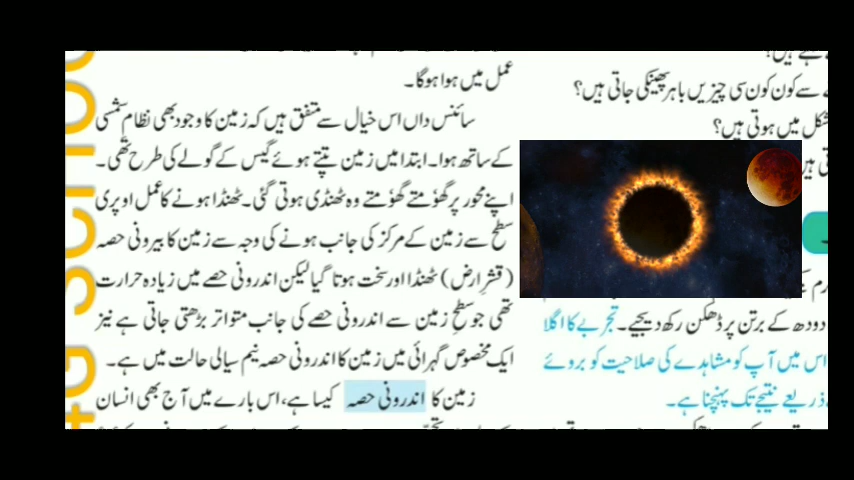 عمل میں ہوا ہوگا۔
سائنس داں اس خیال سے متفق ہیں کہ زمین کا وجود بھی نظامِ شمسی
کے ساتھ ہوا۔ ابتدا میں زمین تپتے ہوئے گیس کے گولے کی طرح تھی۔
اپنے محور پر گھوٗمتے گھوٗمتے وہ ٹھنڈی ہوتی گئی۔ ٹھنڈا ہونے کا عمل اوپری
سطح سے زمین کے مرکز کی جانب ہونے کی وجہ سے زمین کا بیرونی حصہ
(قشرِ ارض) ٹھنڈا اور سخت ہوتا گیا لیکن اندرونی حصے میں زیادہ حرارت
تھی جو سطحِ زمین سے اندرونی حصے کی جانب متواتر بڑھتی جاتی ہے نیز
ایک مخصوص گہرائی میں زمین کا اندرونی حصہ نیم سیالی حالت میں ہے۔
زمین کا اندرونی حصہ کیسا ہے، اس بارے میں آج بھی انسان
سے کون کون سی چیزیں باہر پھینکی جاتی ہیں؟
شکل میں ہوتی ہیں؟
دودھ کے برتن پر ڈھکن رکھ دیجیے۔ تجربے کا اگلا
اس میں آپ کو مشاہدے کی صلاحیت کو بروئے
ذریعے نتیجے تک پہنچنا ہے۔